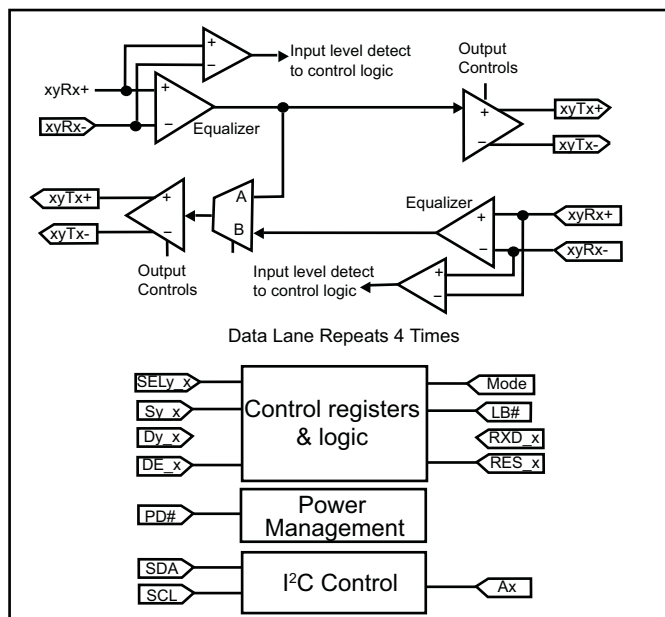 Input level detect
to control logic
Output
Controls
xyRx+
xyRx-
+
−
+
−
Equalizer
+
−
xyTx+
xyTx-
xyTx+
xyTx-
+
−
A
B
Output
Controls
Equalizer
+
−
xyRx+
xyRx-
Input level detect
to control logic
+
−
Data Lane Repeats 4 Times
SELy_x
Sy_x
Dy_x
DE_x
Control registers
& logic
Mode
LB#
RXD_x
RES_x
PD#
Power
Management
SDA
SCL
I²C Control
Ax